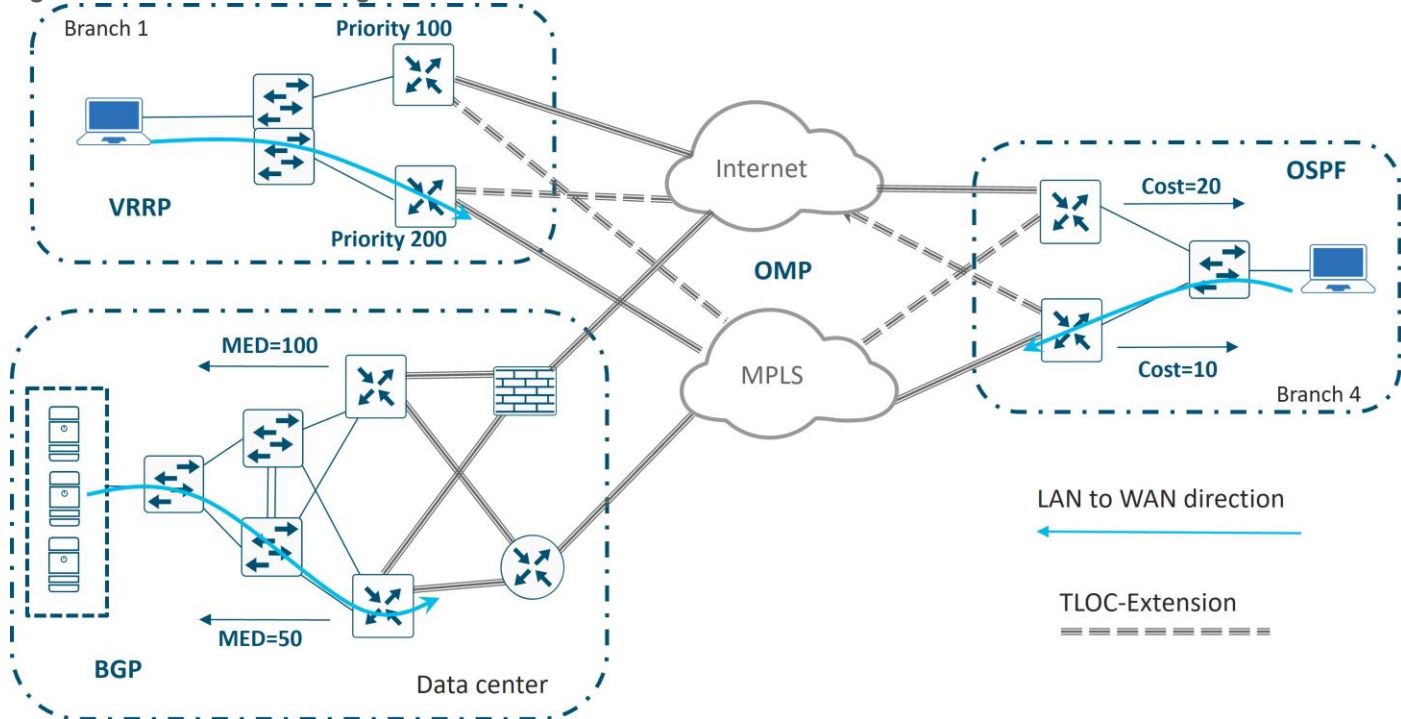 Branch 1
Priority 100
VRRP
Priority 200
Internet
OMP
MPLS
Cost=20
OSPF
Cost=10
Branch 4
MED=100
MED=50
BGP
Data center
LAN to WAN direction
TLOC-Extension